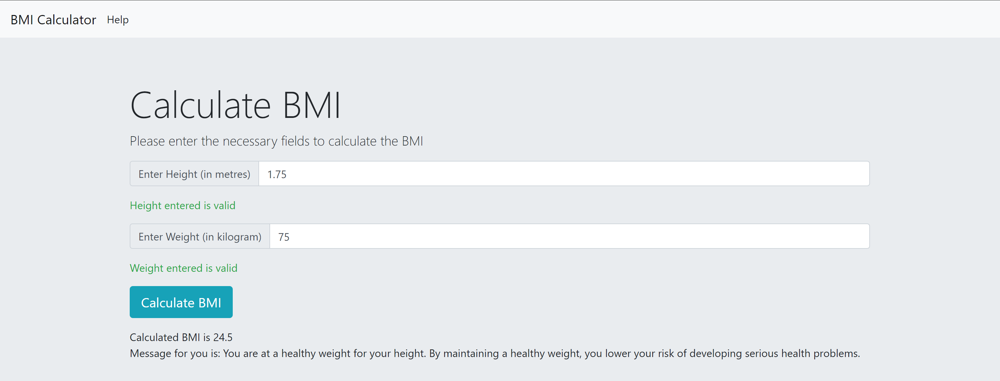 BMI Calculator Help
Calculate BMI
Please enter the necessary fields to calculate the BMI
Enter Height (in metres) 1.75
Height entered is valid
Enter Weight (in kilogram) 75
Weight entered is valid
Calculate BMI
Calculated BMI is 24.5
Message for you is: You are at a healthy weight for your height. By maintaining a healthy weight, you lower your risk of developing serious health problems.